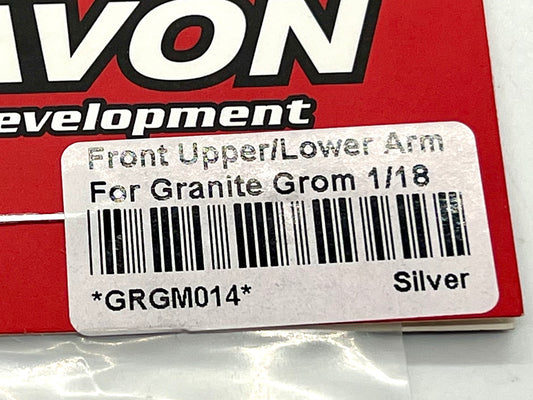 AVON
evelopment
Front Upper/Lower Arm
For Granite Grom 1/18
*GRGM014*
Silver